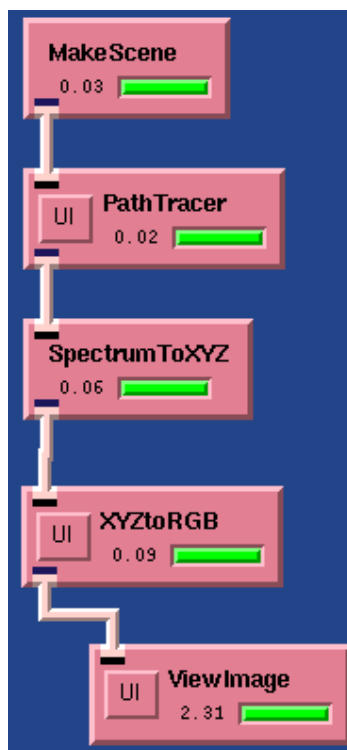 MakeScene
0.03
PathTracer
UI
0.02
SpectrumToXYZ
0.06
XYZtoRGB
UI
0.09
ViewImage
UI
2.31